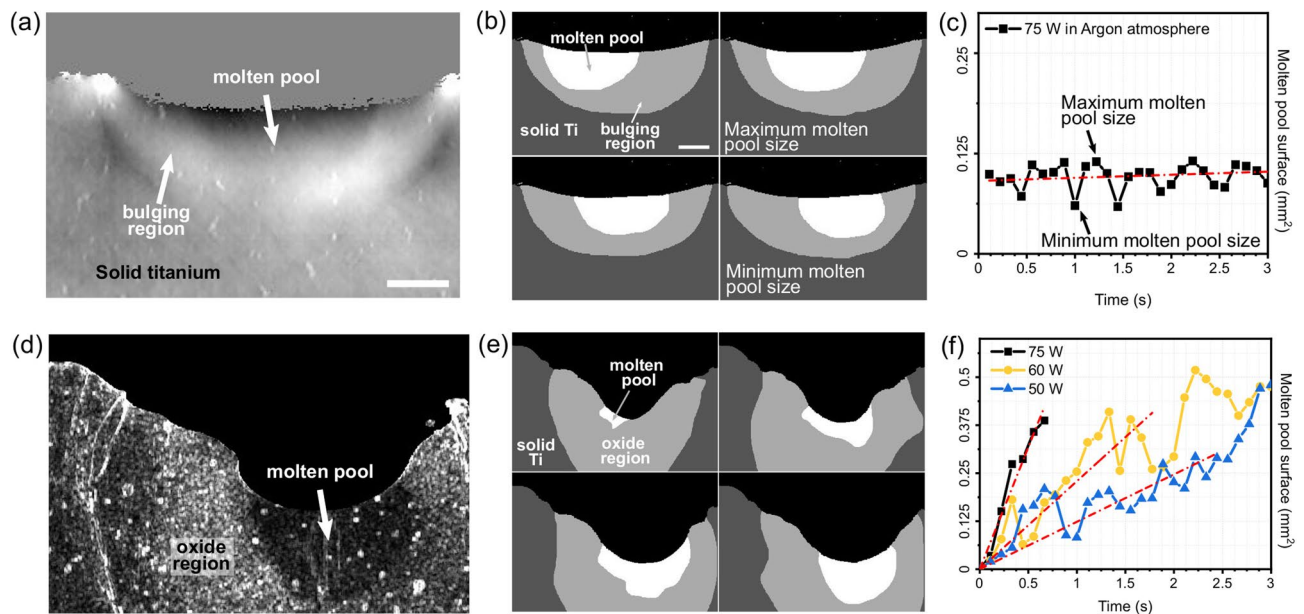 (a)
molten pool
bulging
region
Solid titanium
(b)
molten pool
solid Ti
bulging
region
Maximum molten
pool size
Minimum molten
pool size
(c)
75 W in Argon atmosphere
Maximum molten
pool size
Minimum molten pool size
0.25
0.125
0
0.5
1
1.5
2
2.5
3
Time (s)
Molten pool surface (mm²)
(d)
molten pool
oxide
region
(e)
molten
pool
solid
Ti
oxide
region
(f)
75 W
60 W
50 W
0.5
0.375
0.25
0.125
0
0
0.5
1
1.5
2
2.5
3
Time (s)
Molten pool surface (mm²)